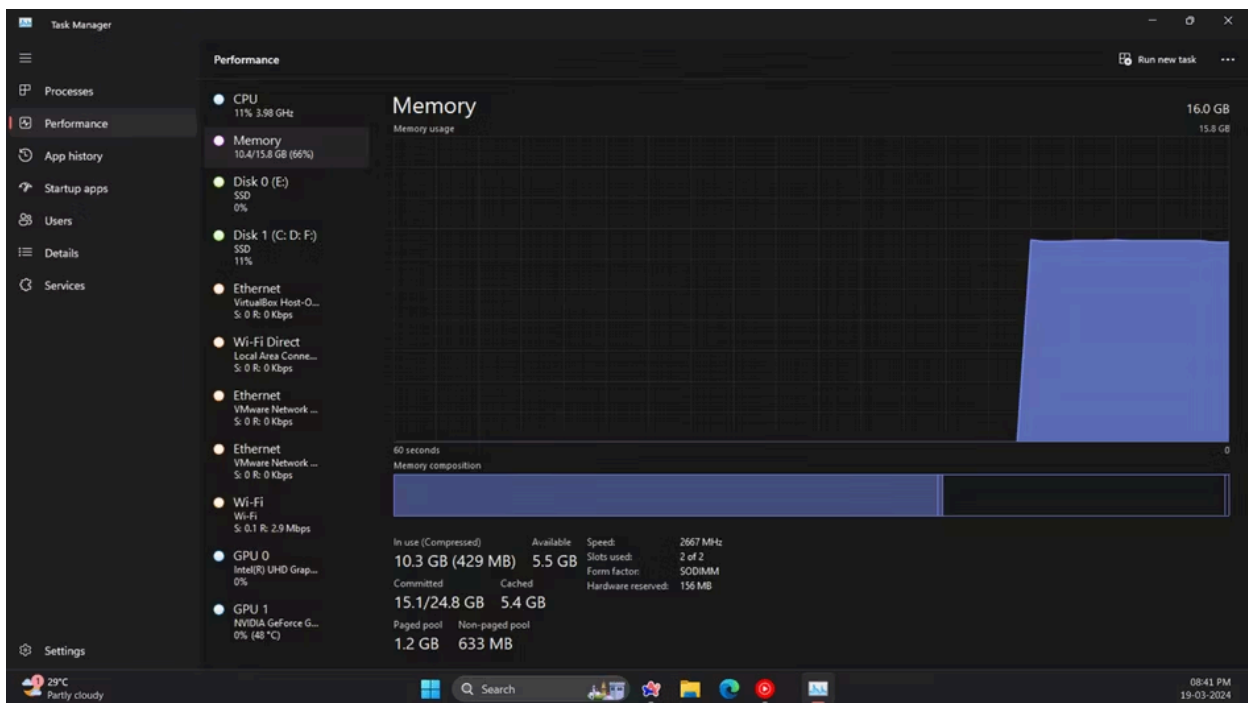 Task Manager
Performance
Run new task
Processes
Performance
App history
Startup apps
Users
Details
Services
Settings
CPU
11% 3.98 GHz
Memory
10.4/15.8 GB (66%)
Disk 0 (E:)
SSD
0%
Disk 1 (C: D: F:)
SSD
11%
Ethernet
VirtualBox Host-O...
S: 0 R: 0 Kbps
Wi-Fi Direct
Local Area Conne...
S: 0 R: 0 Kbps
Ethernet
VMware Network ...
S: 0 R: 0 Kbps
Ethernet
VMware Network ...
S: 0 R: 0 Kbps
Wi-Fi
Wi-Fi
S: 0.1 R: 2.9 Mbps
GPU 0
Intel(R) UHD Grap...
0%
GPU 1
NVIDIA GeForce G...
0% (48 °C)
Memory 16.0 GB
Memory usage 15.8 GB
60 seconds 0
Memory composition
In use (Compressed) Available
10.3 GB (429 MB) 5.5 GB
Committed Cached
15.1/24.8 GB 5.4 GB
Paged pool Non-paged pool
1.2 GB 633 MB
Speed: 2667 MHz
Slots used: 2 of 2
Form factor: SODIMM
Hardware reserved: 156 MB
1
29°C
Partly cloudy
Search
08:41 PM
19-03-2024